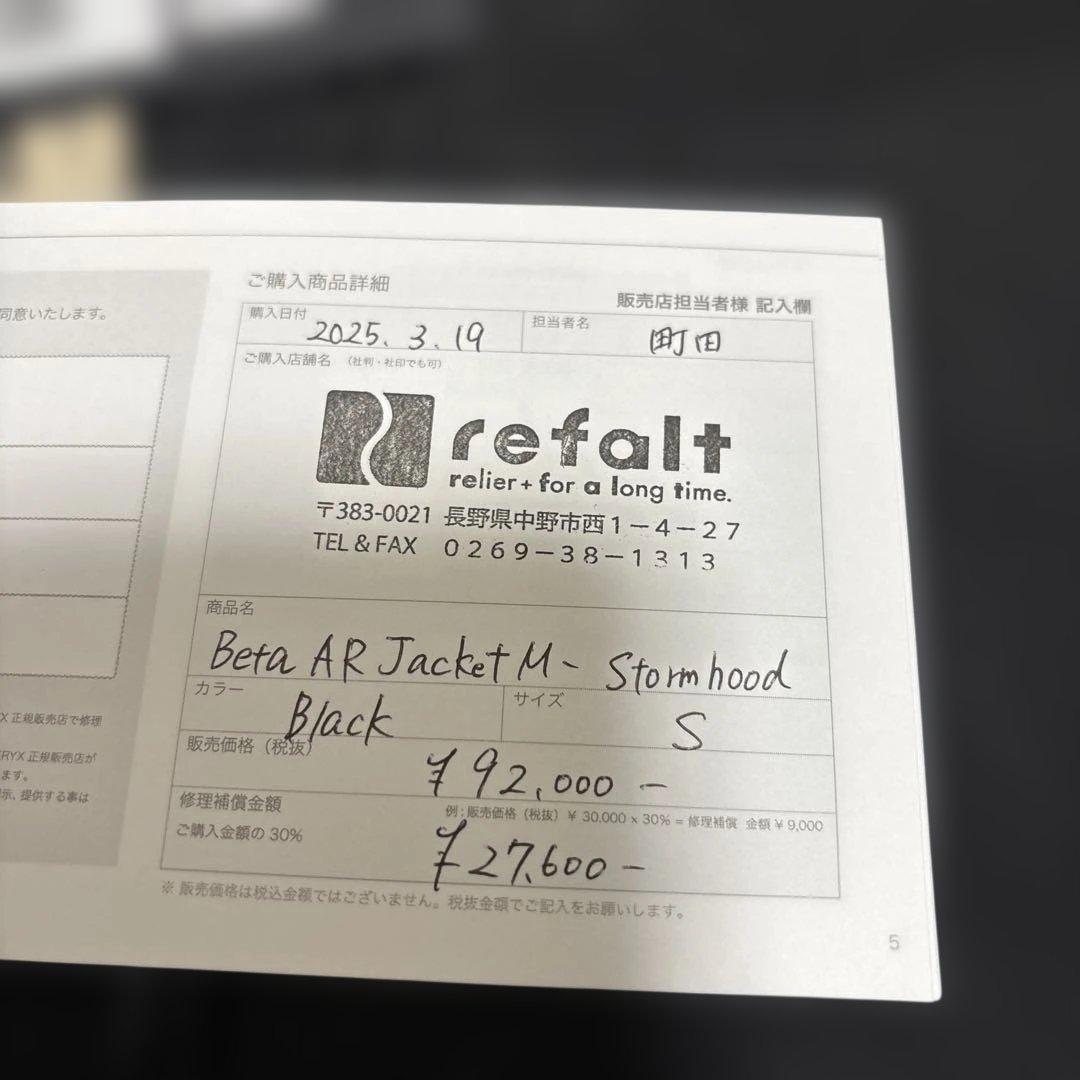 同意いたします。
X 正規販売店で修理
ERYX 正規販売店が
ます。
示、提供する事は
ご購入商品詳細
販売店担当者様 記入欄
購入日付
2025. 3. 19
担当者名
町田
ご購入店舗名 (社判・社印でも可)
refalt
relier+for a long time.
〒383-0021 長野県中野市西1-4-27
TEL & FAX 0269-38-1313
商品名
Beta AR Jacket M- Stormhood
カラー
Black
サイズ
S
販売価格（税抜）
¥92,000 -
修理補償金額
例 : 販売価格（税抜）¥ 30.000 x 30% = 修理補償 金額 ¥ 9,000
ご購入金額の 30%
¥27,600 -
※ 販売価格は税込金額ではございません。税抜金額でご記入をお願いします。
5